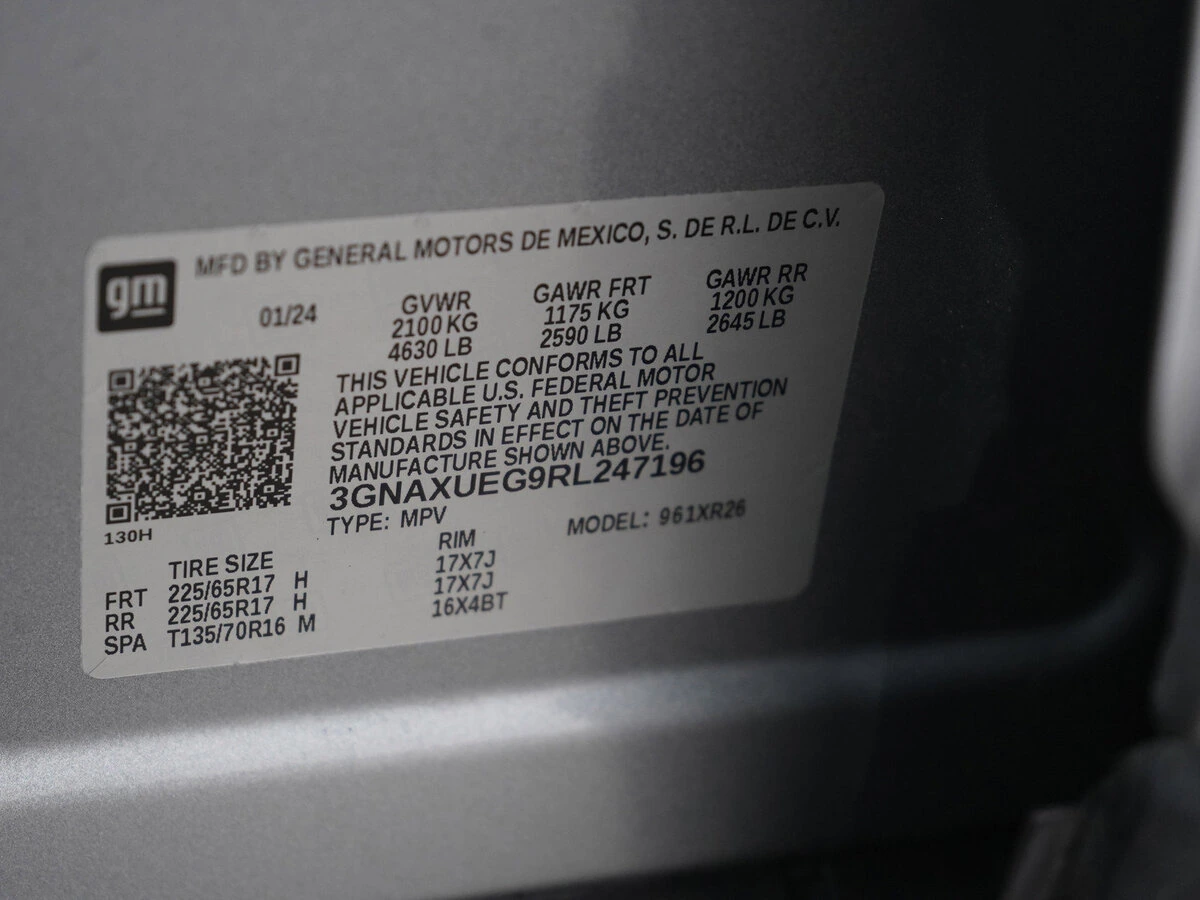 gm
MFD BY GENERAL MOTORS DE MEXICO, S. DE R.L. DE C.V.
01/24 GVWR GAWR FRT GAWR RR
2100 KG 1175 KG 1200 KG
4630 LB 2590 LB 2645 LB
THIS VEHICLE CONFORMS TO ALL
APPLICABLE U.S. FEDERAL MOTOR
VEHICLE SAFETY AND THEFT PREVENTION
STANDARDS IN EFFECT ON THE DATE OF
MANUFACTURE SHOWN ABOVE.
3GNAXUEG9RL247196
TYPE: MPV MODEL: 961XR26
130H
TIRE SIZE RIM
FRT 225/65R17 H 17X7J
RR 225/65R17 H 17X7J
SPA T135/70R16 M 16X4BT